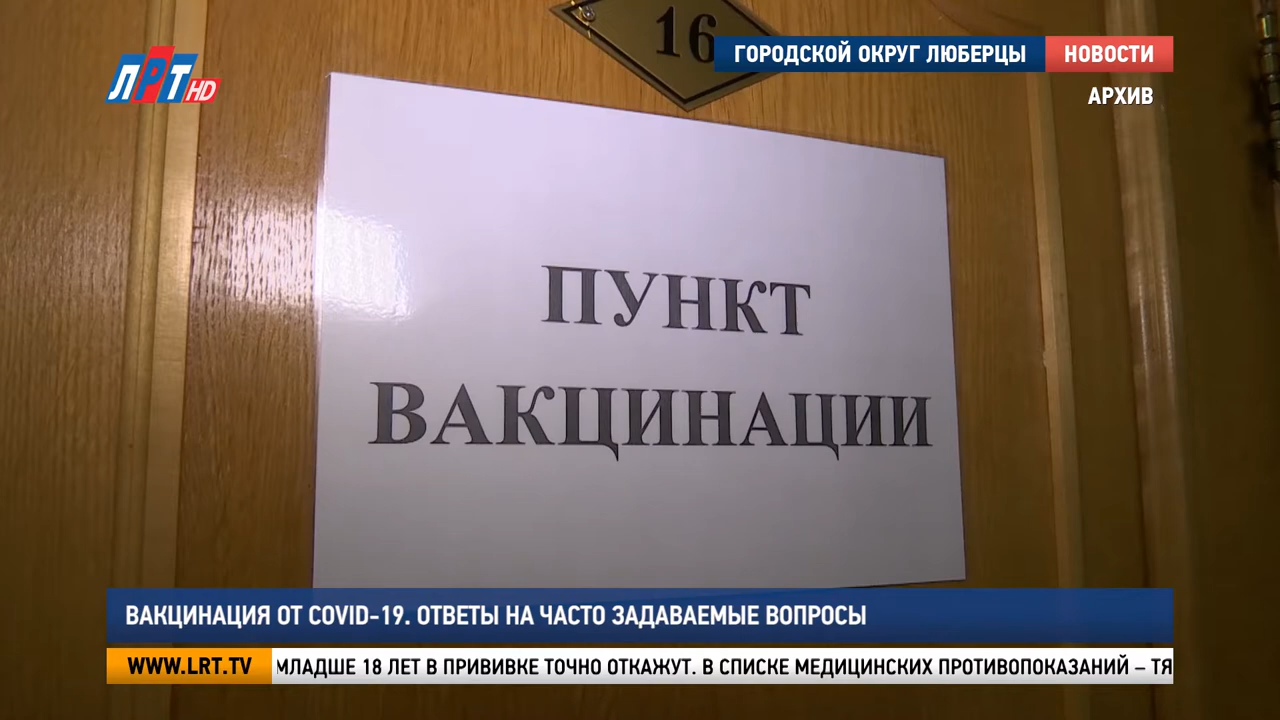 16
ГОРОДСКОЙ ОКРУГ ЛЮБЕРЦЫ НОВОСТИ
ЛРТ HD
АРХИВ
ПУНКТ
ВАКЦИНАЦИИ
ВАКЦИНАЦИЯ ОТ COVID-19. ОТВЕТЫ НА ЧАСТО ЗАДАВАЕМЫЕ ВОПРОСЫ
WWW.LRT.TV МЛАДШЕ 18 ЛЕТ В ПРИВИВКЕ ТОЧНО ОТКАЖУТ. В СПИСКЕ МЕДИЦИНСКИХ ПРОТИВОПОКАЗАНИЙ – ТЯ